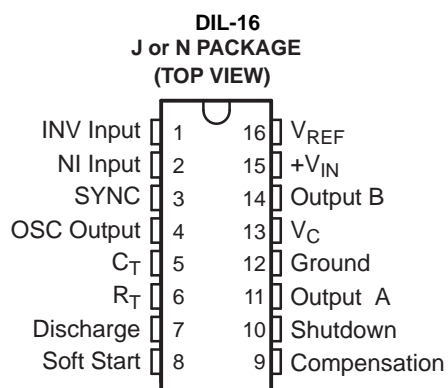 DIL-16
J or N PACKAGE
(TOP VIEW)
INV Input 1 16 VREF
NI Input 2 15 +VIN
SYNC 3 14 Output B
OSC Output 4 13 VC
CT 5 12 Ground
RT 6 11 Output A
Discharge 7 10 Shutdown
Soft Start 8 9 Compensation